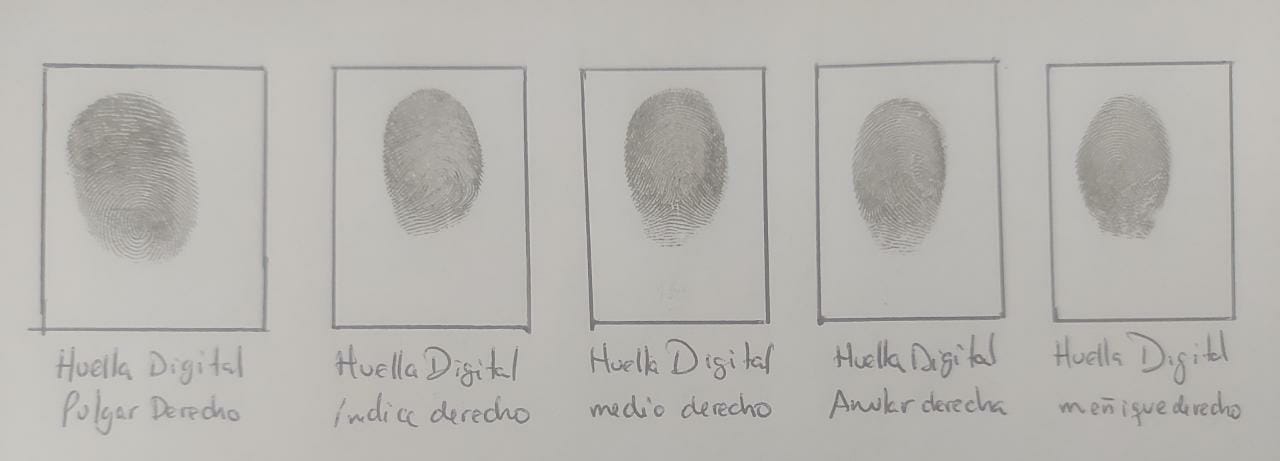 Huella Digital
Pulgar Derecho
Huella Digital
índice derecho
Huella Digital
medio derecho
Huella Digital
Anular derecha
Huella Digital
meñique derecho